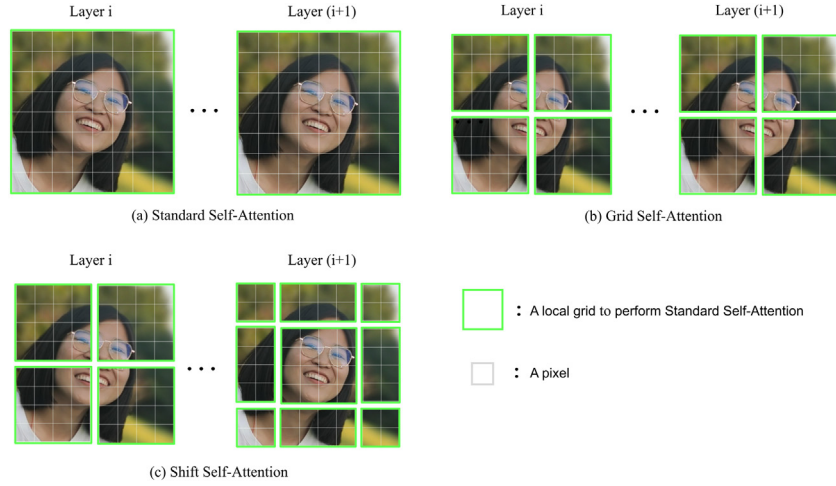 Layer i
Layer (i+1)
(a) Standard Self-Attention
Layer i
Layer (i+1)
(b) Grid Self-Attention
Layer i
Layer (i+1)
(c) Shift Self-Attention
: A local grid to perform Standard Self-Attention
: A pixel